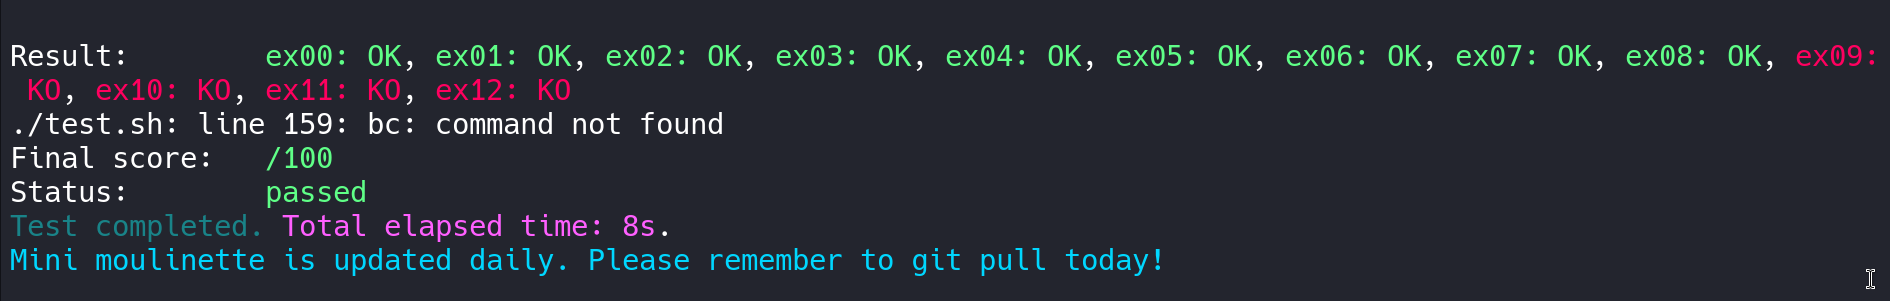 Result:        ex00: OK, ex01: OK, ex02: OK, ex03: OK, ex04: OK, ex05: OK, ex06: OK, ex07: OK, ex08: OK, ex09:
 KO, ex10: KO, ex11: KO, ex12: KO
./test.sh: line 159: bc: command not found
Final score:   /100
Status:        passed
Test completed. Total elapsed time: 8s.
Mini moulinette is updated daily. Please remember to git pull today!